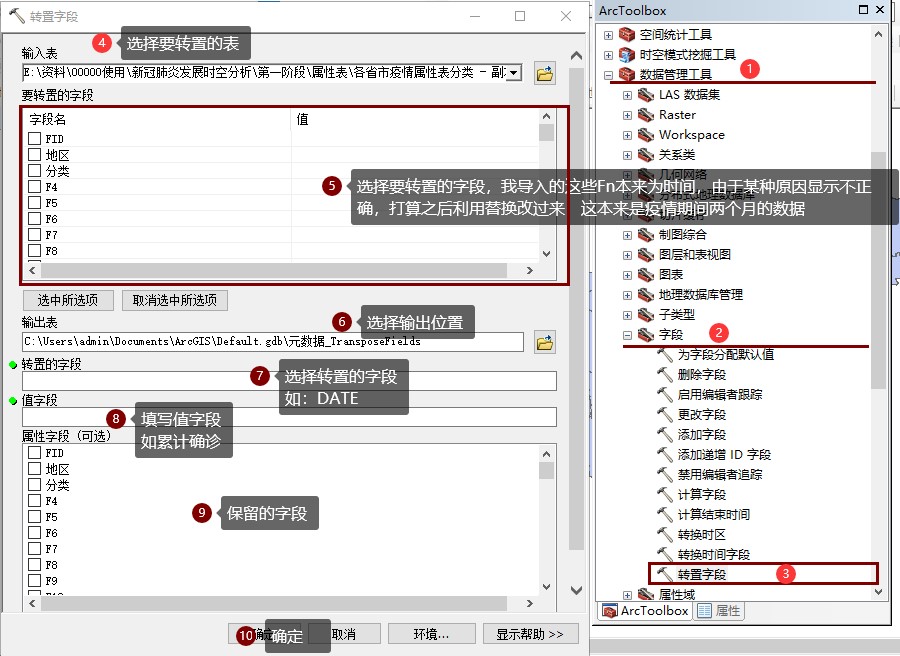 转置字段
输入表
4
选择要转置的表
E:\资料\00000使用\新冠肺炎发展时空分析\第一阶段\属性表\各省市疫情属性表分类 - 副
要转置的字段
字段名
值
FID
地区
分类
F4
F5
F6
F7
F8
5
选择要转置的字段，我导入的这些Fn本来为时间，由于某种原因显示不正
确，打算之后利用替换改过来 这本来是疫情期间两个月的数据
选中所选项
取消选中所选项
输出表
6
选择输出位置
C:\Users\admin\Documents\ArcGIS\Default.gdb\元数据_TransposeFields
转置的字段
7
选择转置的字段
如：DATE
值字段
8
填写值字段
如累计确诊
属性字段（可选）
FID
地区
分类
F4
F5
F6
F7
F8
F9
9
保留的字段
10
确定
取消
环境...
显示帮助 >>
ArcToolbox
空间统计工具
时空模式挖掘工具
数据管理工具
1
LAS 数据集
Raster
Workspace
关系类
几何网络
分布式地理数据库
切片缓存
制图综合
图层和表视图
图表
地理数据库管理
子类型
字段
2
为字段分配默认值
删除字段
启用编辑者跟踪
更改字段
添加字段
添加递增 ID 字段
禁用编辑者追踪
计算字段
计算结束时间
转换时区
转换时间字段
转置字段
3
属性域
ArcToolbox
属性